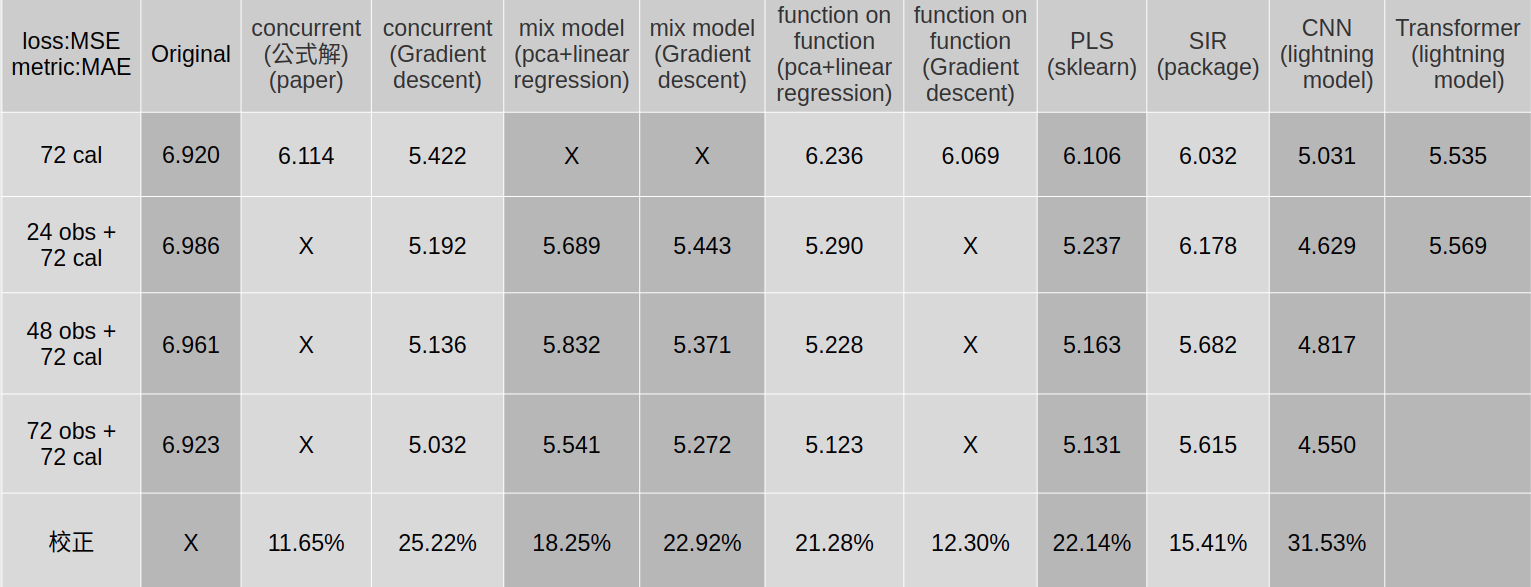 loss:MSE
metric:MAE
Original
concurrent
(公式解)
(paper)
concurrent
(Gradient
descent)
mix model
(pca+linear
regression)
mix model
(Gradient
descent)
function on
function
(pca+linear
regression)
function on
function
(Gradient
descent)
PLS
(sklearn)
SIR
(package)
CNN
(lightning
model)
Transformer
(lightning
model)
72 cal
6.920
6.114
5.422
X
X
6.236
6.069
6.106
6.032
5.031
5.535
24 obs +
72 cal
6.986
X
5.192
5.689
5.443
5.290
X
5.237
6.178
4.629
5.569
48 obs +
72 cal
6.961
X
5.136
5.832
5.371
5.228
X
5.163
5.682
4.817
72 obs +
72 cal
6.923
X
5.032
5.541
5.272
5.123
X
5.131
5.615
4.550
校正
X
11.65%
25.22%
18.25%
22.92%
21.28%
12.30%
22.14%
15.41%
31.53%